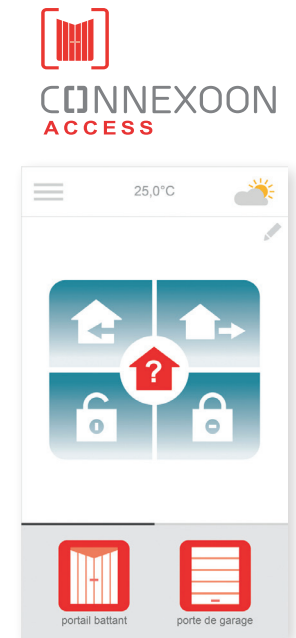 CONNEXOON
ACCESS
25,0°C
?
portail battant
porte de garage